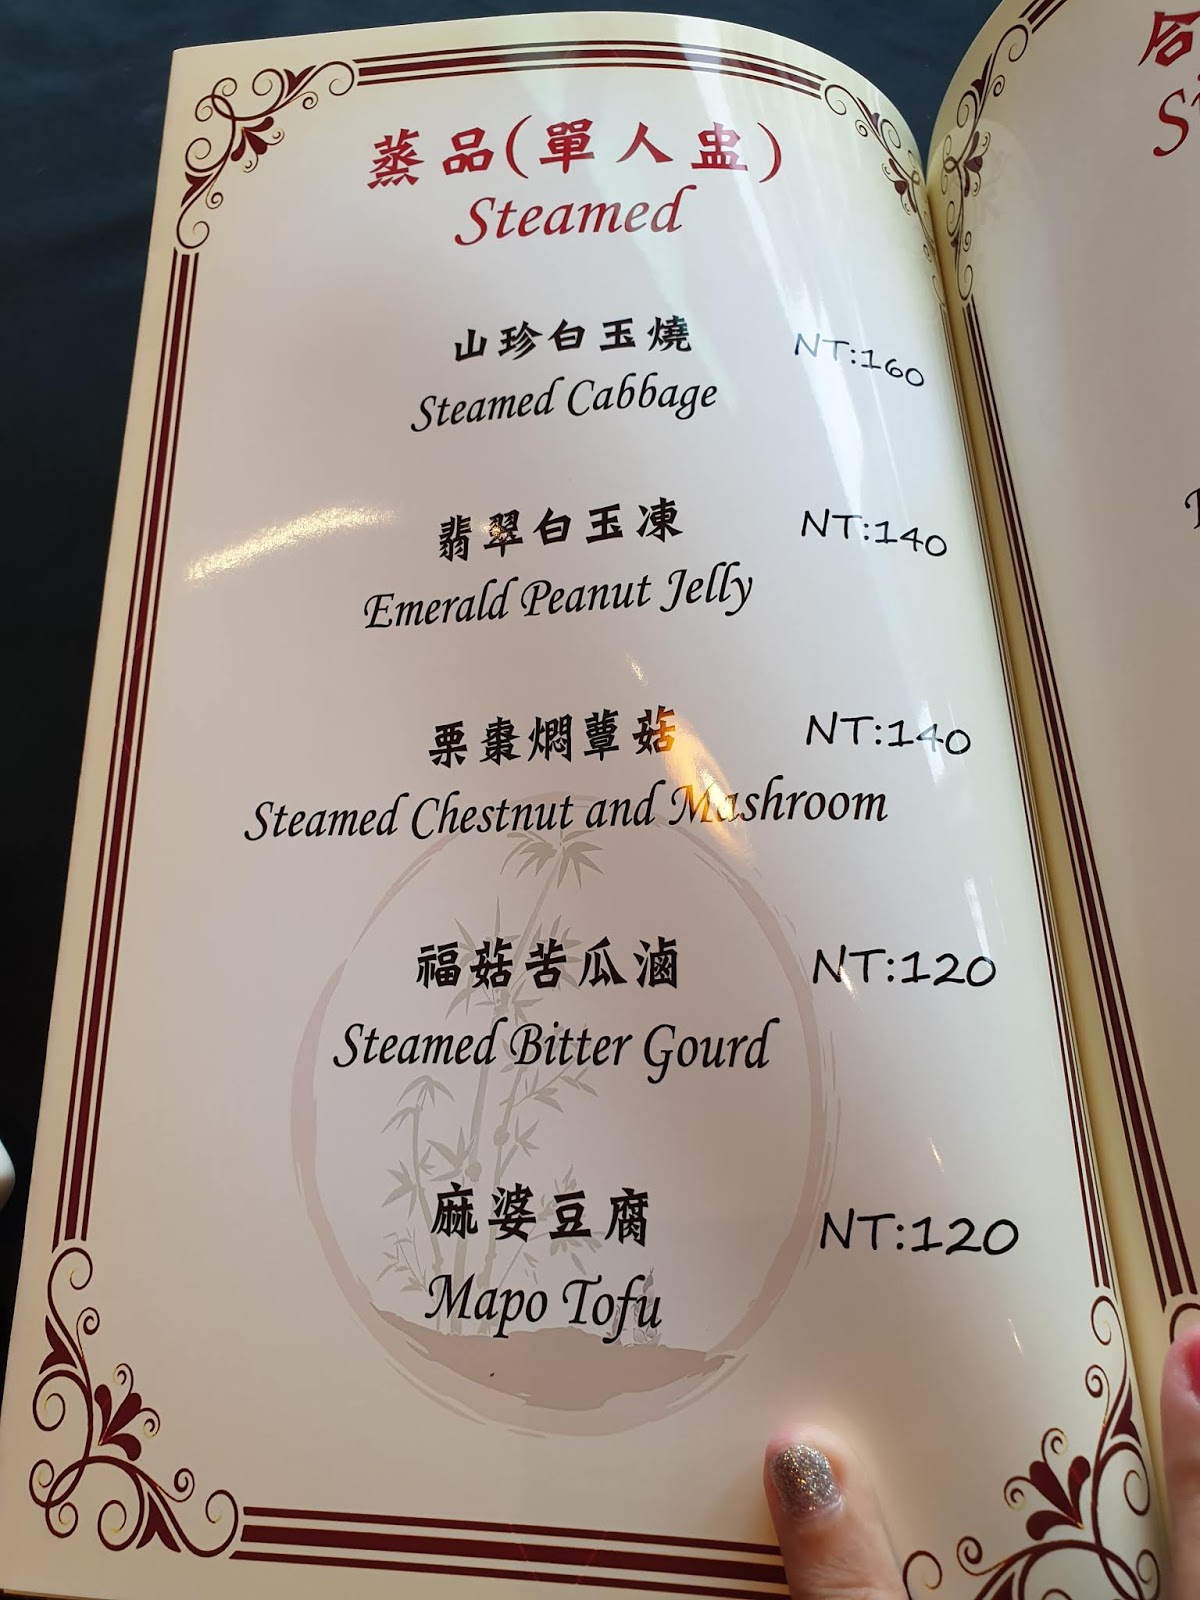 蒸品(單人盅)
Steamed
山珍白玉燒 NT:160
Steamed Cabbage
翡翠白玉凍 NT:140
Emerald Peanut Jelly
栗棗燜蕈菇 NT:140
Steamed Chestnut and Mashroom
福菇苦瓜滷 NT:120
Steamed Bitter Gourd
麻婆豆腐 NT:120
Mapo Tofu